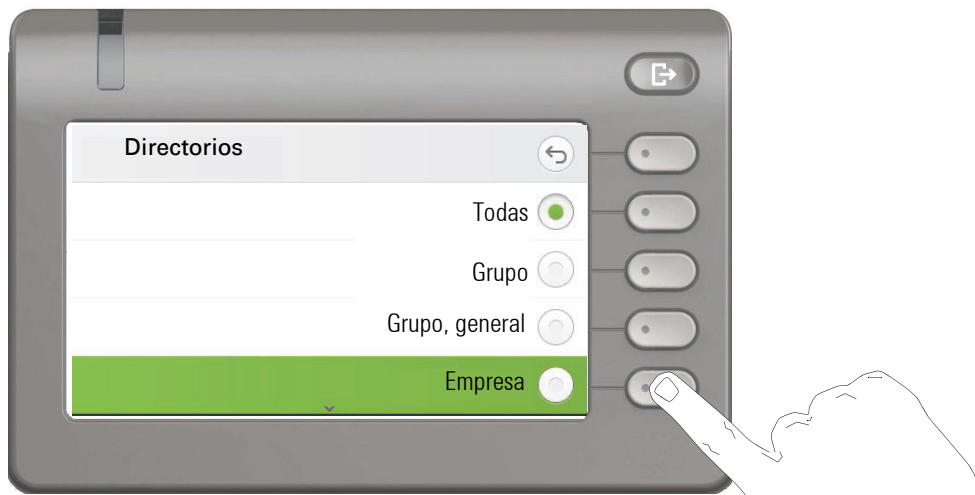 Directorios
Todas
Grupo
Grupo, general
Empresa